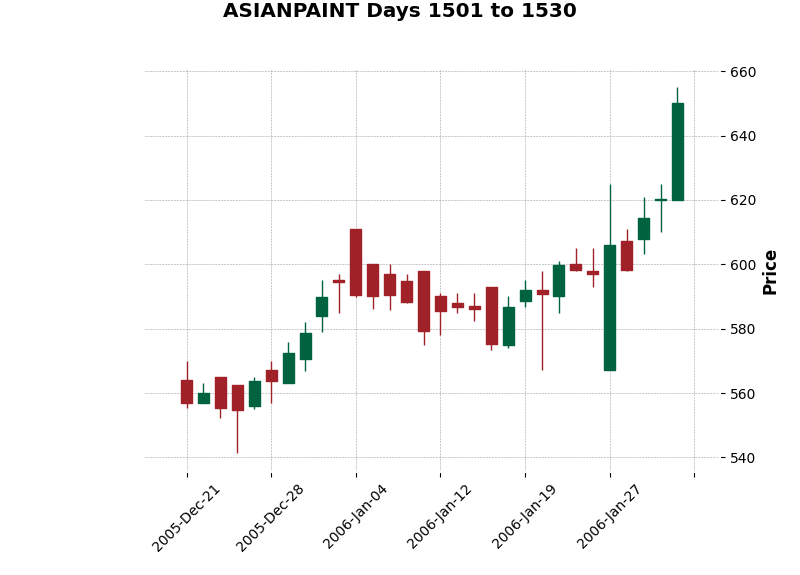 ASIANPAINT Days 1501 to 1530
660
640
620
600
580
560
540
Price
2005-Dec-21
2005-Dec-28
2006-Jan-04
2006-Jan-12
2006-Jan-19
2006-Jan-27